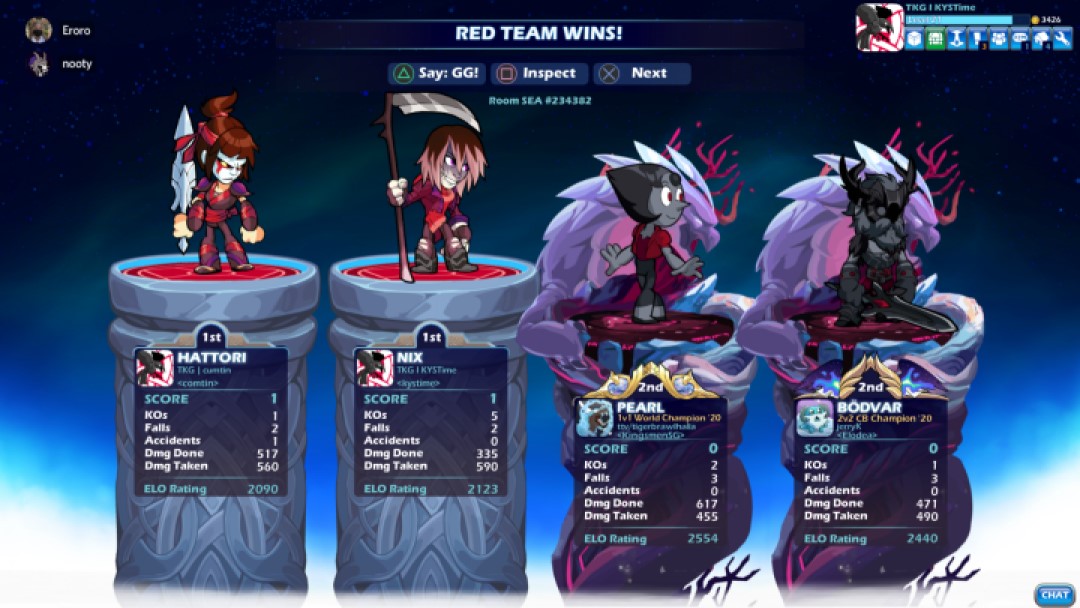 Eroro
nooty
RED TEAM WINS!
Say: GG!
Inspect
Next
Room SEA #234382
TKG I KYSTime
3426
1st
HATTORI
TKG | cumtin
<comtin>
SCORE 1
KOs 1
Falls 2
Accidents 1
Dmg Done 517
Dmg Taken 560
ELO Rating 2090
1st
NIX
TKG I KYSTime
<kystime>
SCORE 1
KOs 5
Falls 2
Accidents 0
Dmg Done 335
Dmg Taken 590
ELO Rating 2123
2nd
PEARL
1v1 World Champion '20
ttv/tigerbrawlhalla
<KingsmenSG>
SCORE 0
KOs 2
Falls 3
Accidents 0
Dmg Done 617
Dmg Taken 455
ELO Rating 2554
2nd
BÖDVAR
2v2 CB Champion '20
JerryK
<Elodea>
SCORE 0
KOs 1
Falls 3
Accidents 0
Dmg Done 471
Dmg Taken 490
ELO Rating 2440
CHAT